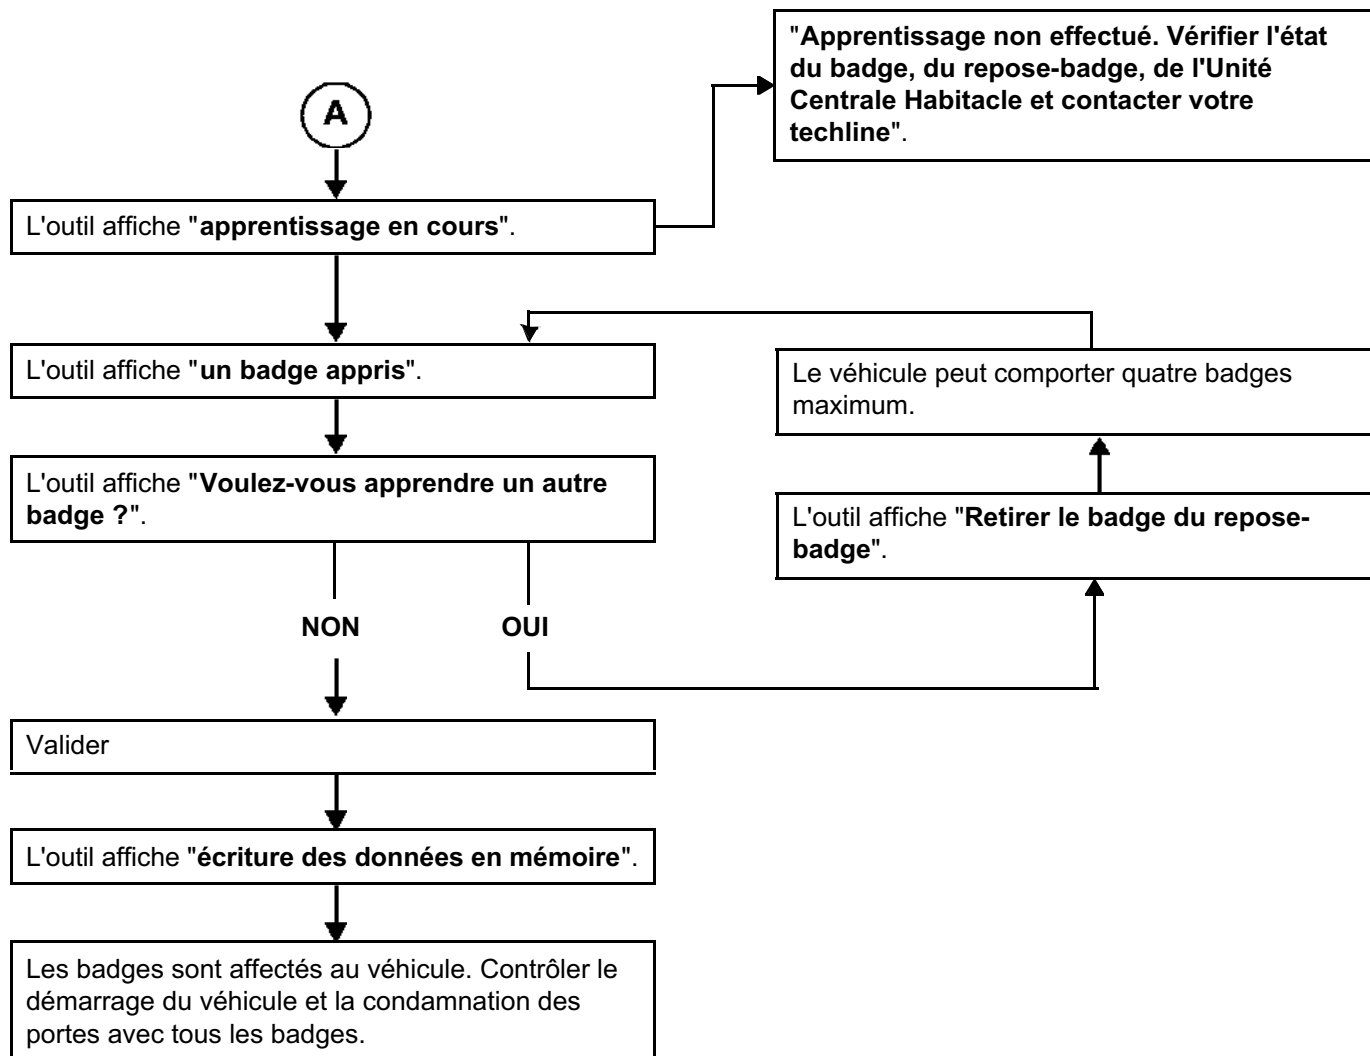 "Apprentissage non effectué. Vérifier l'état
du badge, du repose-badge, de l'Unité
Centrale Habitacle et contacter votre
techline".
A
L'outil affiche "apprentissage en cours".
L'outil affiche "un badge appris".
Le véhicule peut comporter quatre badges
maximum.
L'outil affiche "Voulez-vous apprendre un autre
badge ?".
L'outil affiche "Retirer le badge du repose-
badge".
NON
OUI
Valider
L'outil affiche "écriture des données en mémoire".
Les badges sont affectés au véhicule. Contrôler le
démarrage du véhicule et la condamnation des
portes avec tous les badges.